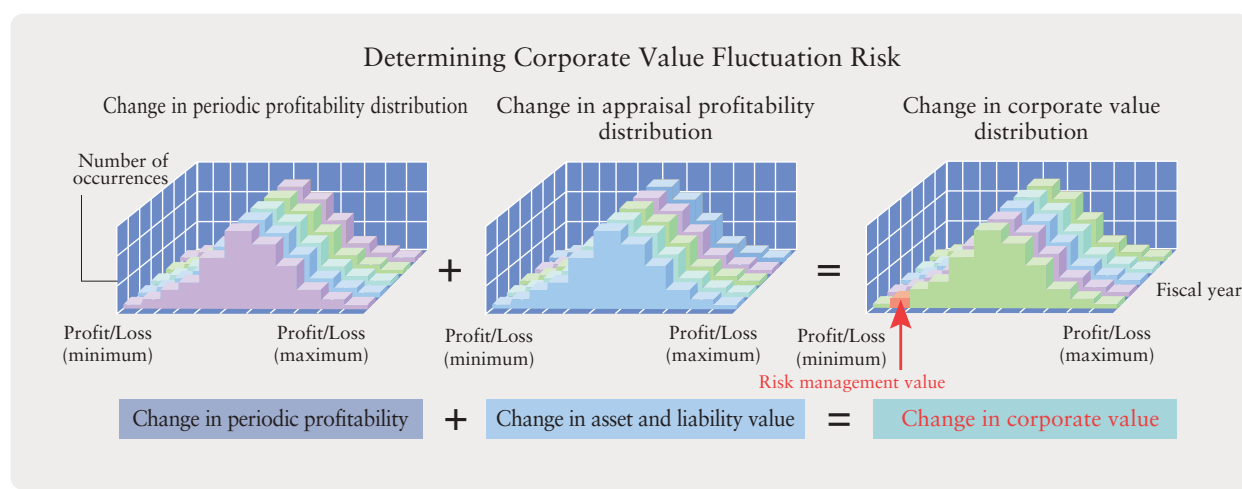 Determining Corporate Value Fluctuation Risk
Change in periodic profitability distribution
Change in appraisal profitability
distribution
Change in corporate value
distribution
Number of
occurrences
+
=
Fiscal year
Profit/Loss
(minimum)
Profit/Loss
(maximum)
Profit/Loss
(minimum)
Profit/Loss
(maximum)
Profit/Loss
(minimum)
Profit/Loss
(maximum)
Risk management value
Change in periodic profitability
+
Change in asset and liability value
=
Change in corporate value